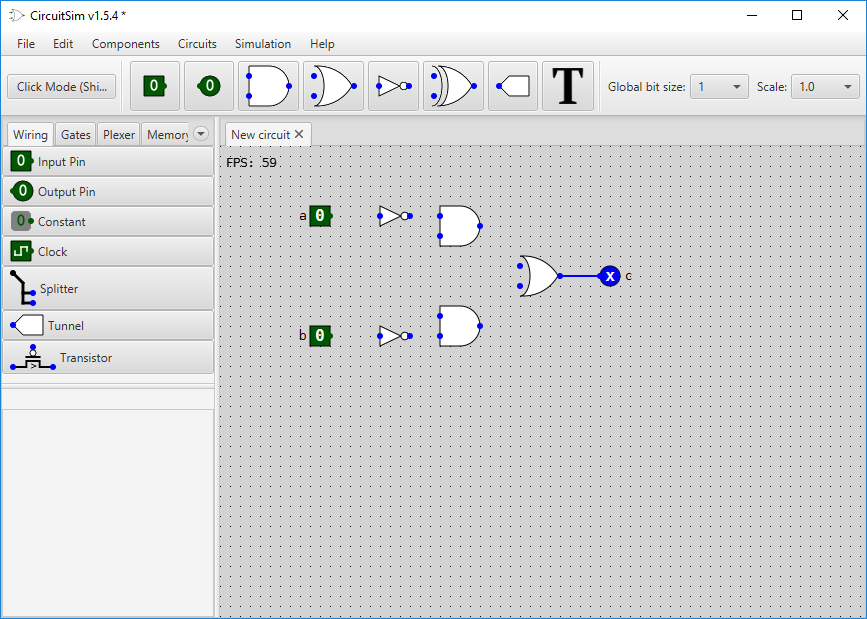 CircuitSim v1.5.4 *
File Edit Components Circuits Simulation Help
Click Mode (Shi... 0 0 T Global bit size: 1 Scale: 1.0
Wiring Gates Plexer Memory
New circuit
FPS: 59
0 Input Pin
0 Output Pin
0 Constant
Clock
Splitter
Tunnel
> Transistor
a 0
x c
b 0